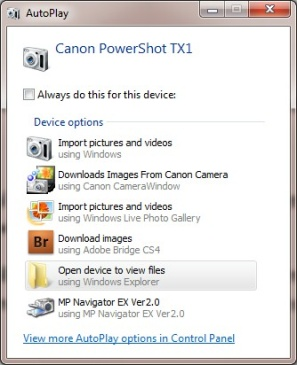 AutoPlay
Canon PowerShot TX1
Always do this for this device:
Device options
Import pictures and videos
using Windows
Downloads Images From Canon Camera
using Canon CameraWindow
Import pictures and videos
using Windows Live Photo Gallery
Br
Download images
using Adobe Bridge CS4
Open device to view files
using Windows Explorer
MP Navigator EX Ver2.0
using MP Navigator EX Ver2.0
View more AutoPlay options in Control Panel